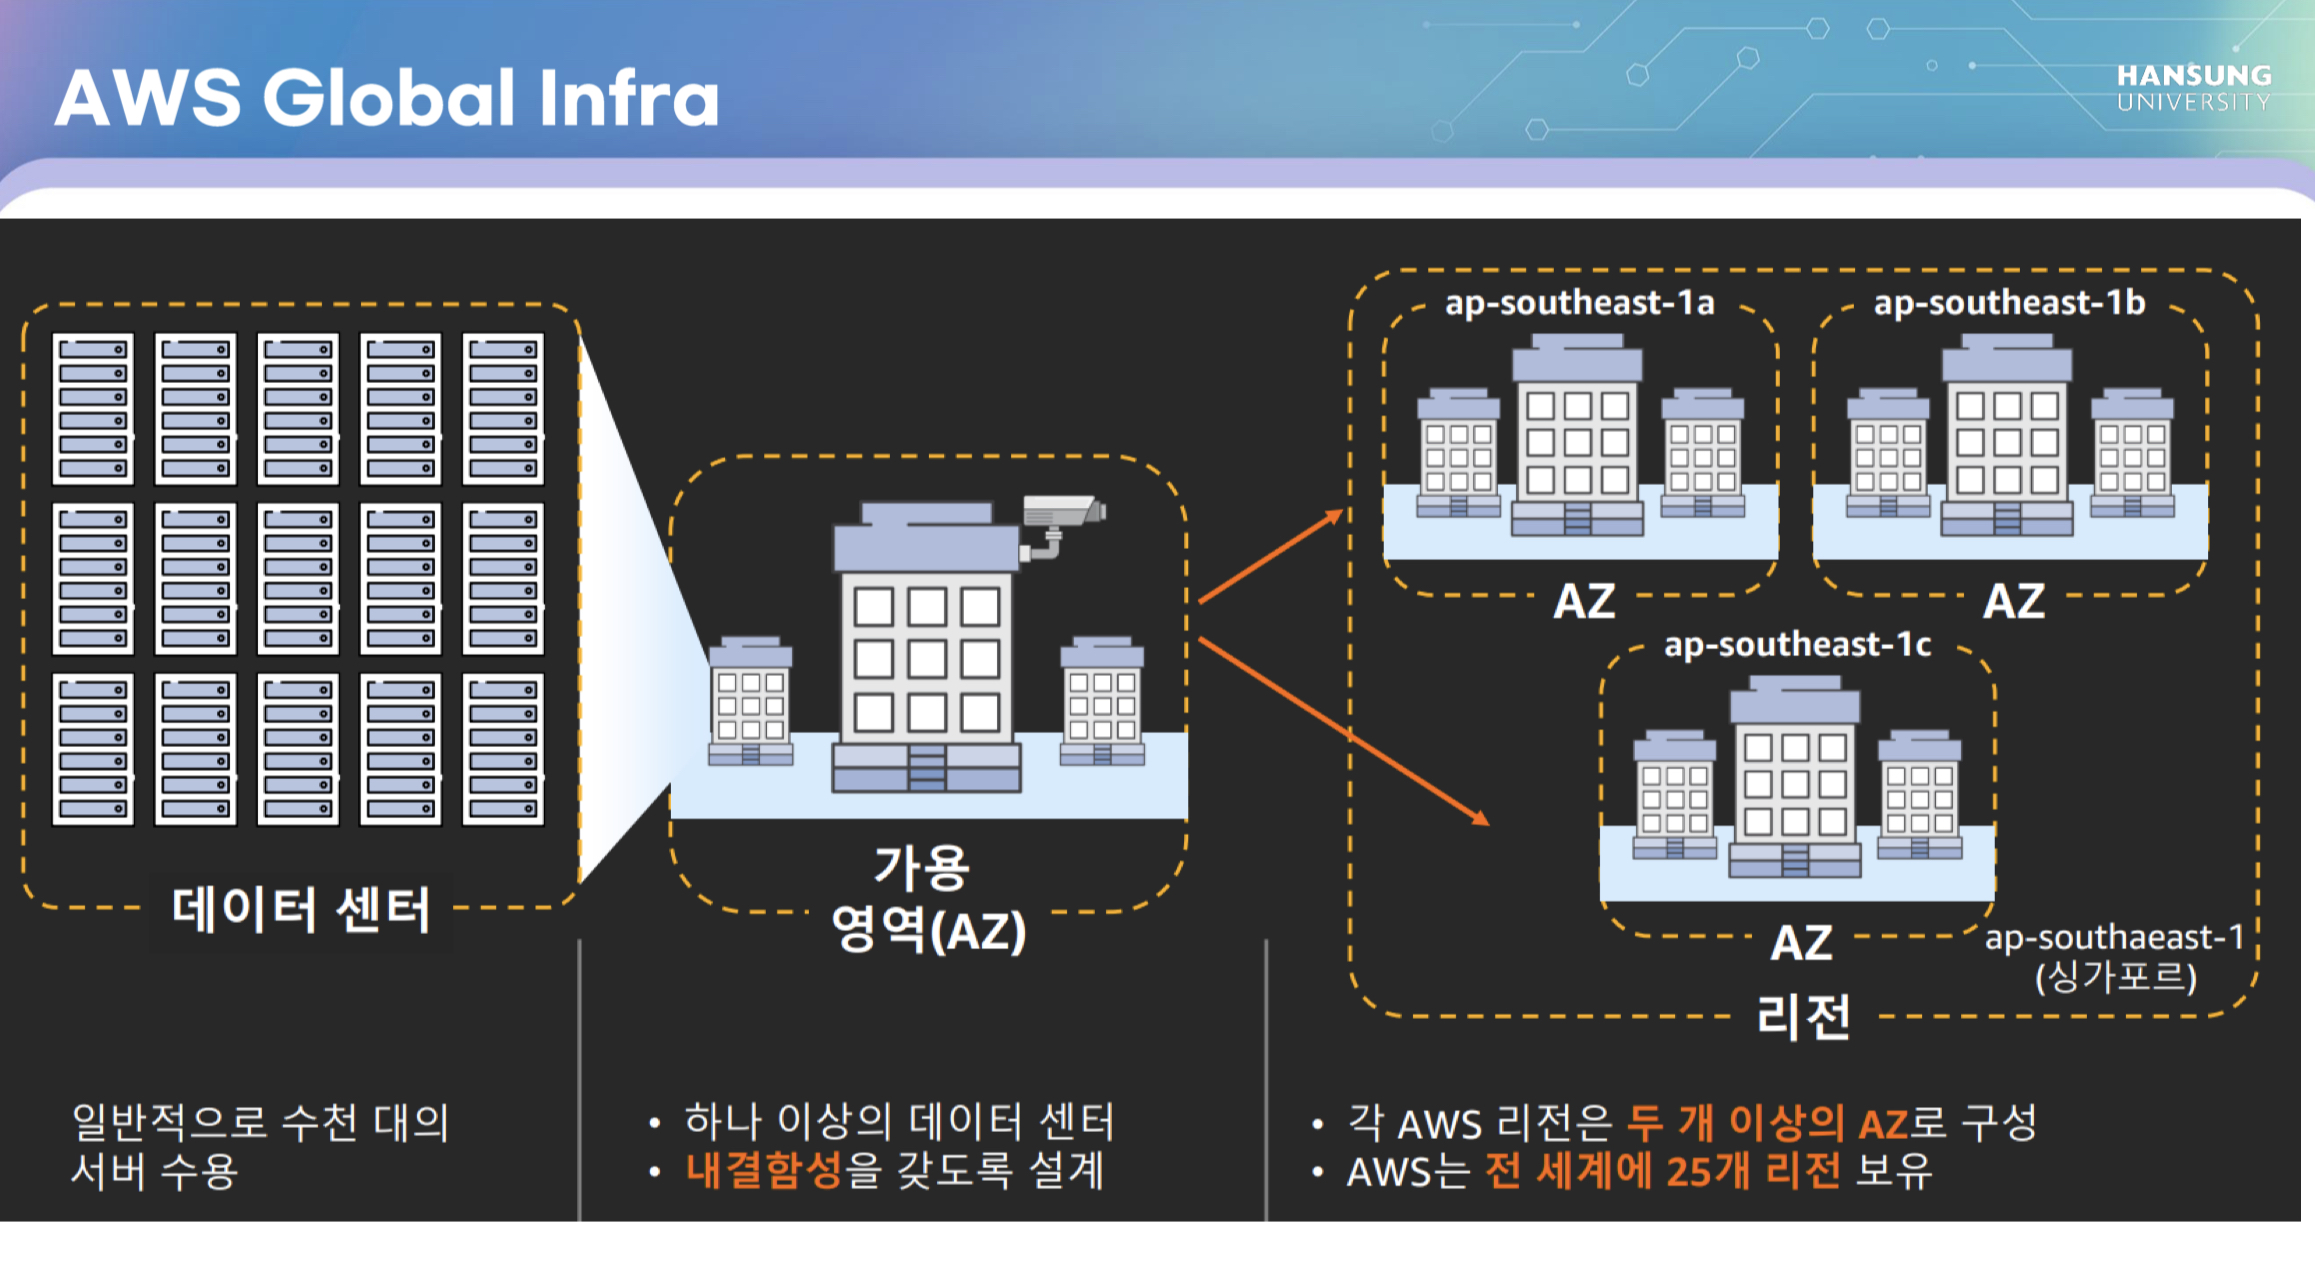 AWS Global Infra
HANSUNG
UNIVERSITY
데이터 센터
일반적으로 수천 대의
서버 수용
가용
영역(AZ)
• 하나 이상의 데이터 센터
• 내결함성을 갖도록 설계
ap-southeast-1a
AZ
ap-southeast-1b
AZ
ap-southeast-1c
AZ
ap-southaeast-1
(싱가포르)
리전
• 각 AWS 리전은 두 개 이상의 AZ로 구성
• AWS는 전 세계에 25개 리전 보유